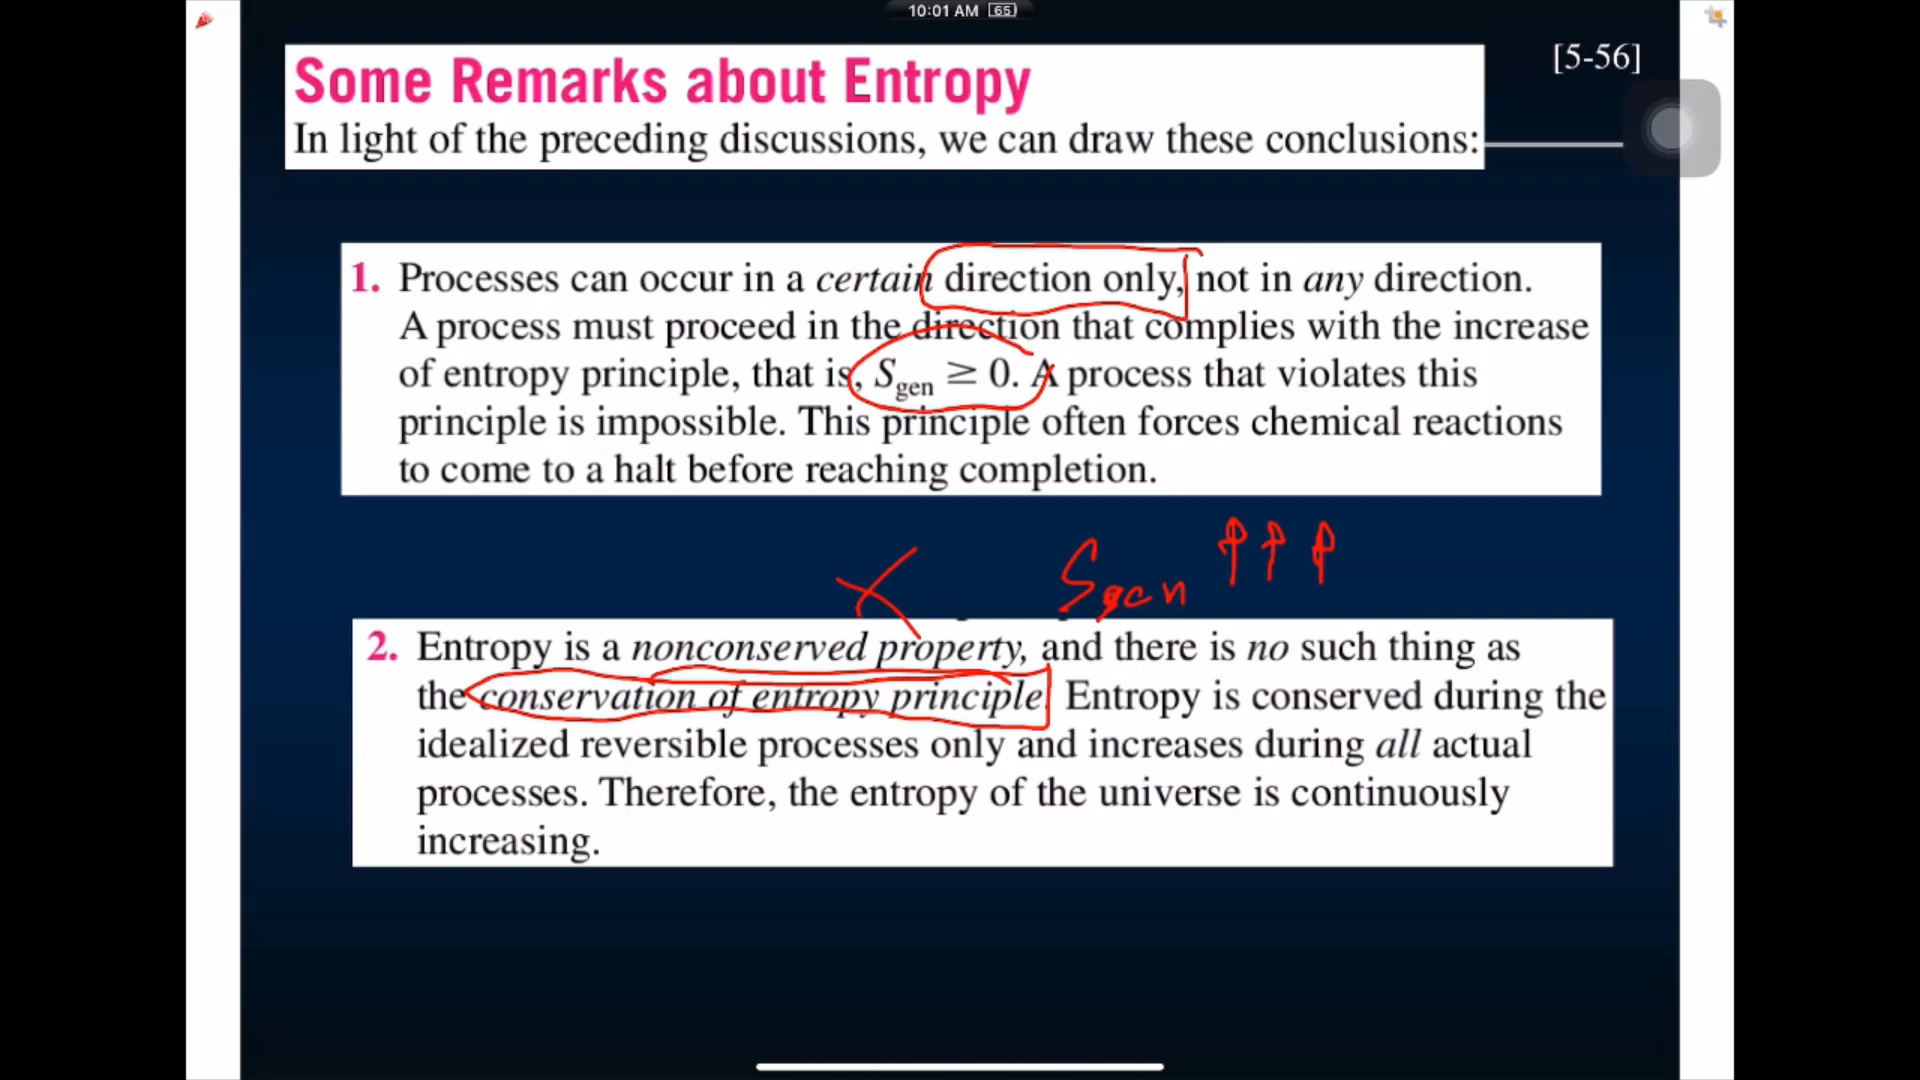 10:01 AM 65
[5-56]
Some Remarks about Entropy
In light of the preceding discussions, we can draw these conclusions:
1. Processes can occur in a certain direction only, not in any direction.
A process must proceed in the direction that complies with the increase
of entropy principle, that is, Sgen ≥ 0. A process that violates this
principle is impossible. This principle often forces chemical reactions
to come to a halt before reaching completion.
Sgen ↑↑↑
2. Entropy is a nonconserved property, and there is no such thing as
the conservation of entropy principle. Entropy is conserved during the
idealized reversible processes only and increases during all actual
processes. Therefore, the entropy of the universe is continuously
increasing.